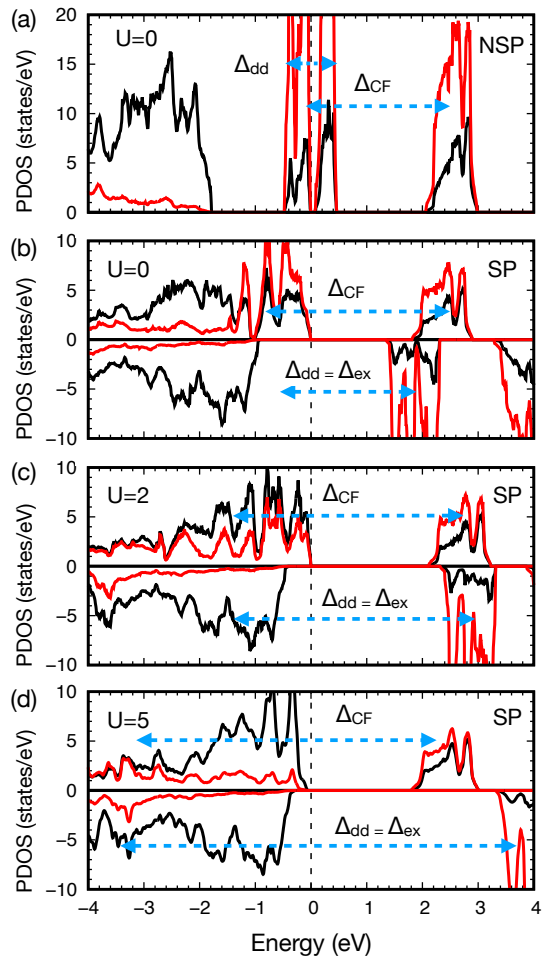 (a)
U=0
NSP
Δdd
ΔCF
PDOS (states/eV)
20
15
10
5
0
(b)
U=0
SP
ΔCF
Δdd = Δex
PDOS (states/eV)
10
5
0
−5
−10
(c)
U=2
SP
ΔCF
Δdd = Δex
PDOS (states/eV)
10
5
0
−5
−10
(d)
U=5
SP
ΔCF
Δdd = Δex
PDOS (states/eV)
10
5
0
−5
−10
−4 −3 −2 −1 0 1 2 3 4
Energy (eV)